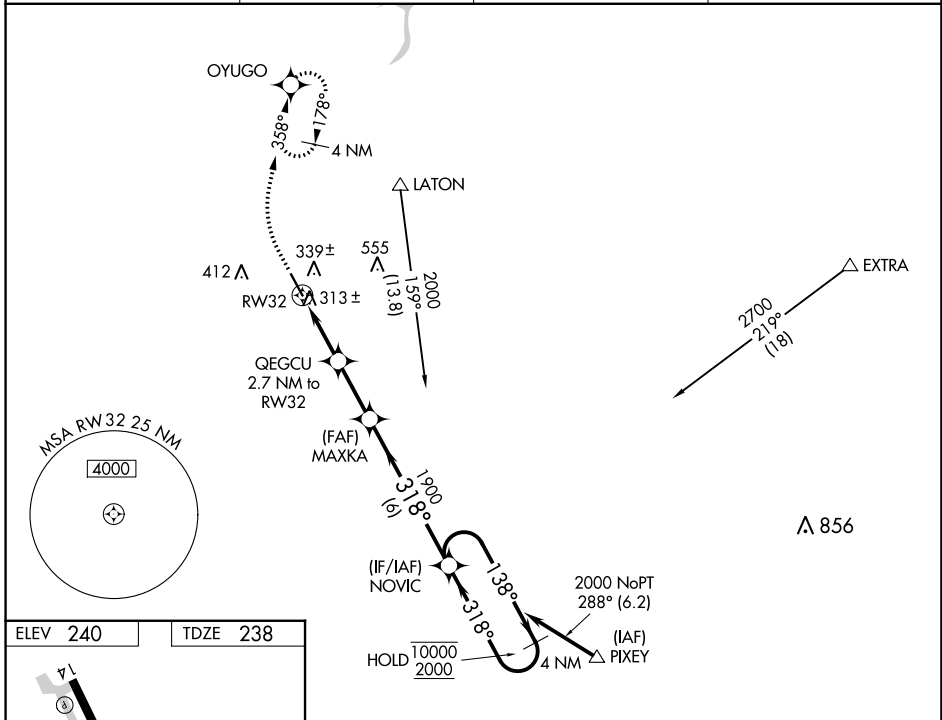 OYUGO
358°
178°
4 NM
LATON
2000
159°
(13.8)
EXTRA
2700
219°
(18)
412
339±
555
RW32
313±
QEGCU
2.7 NM to
RW32
(FAF)
MAXKA
MSA RW32 25 NM
4000
1900
318°
(6)
856
(IF/IAF)
NOVIC
138°
318°
2000 NoPT
288° (6.2)
(IAF)
PIXEY
HOLD 10000
2000
4 NM
ELEV 240
TDZE 238
14
P